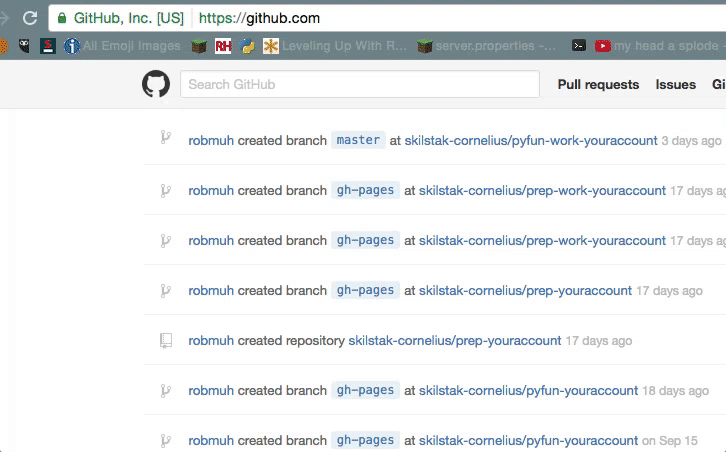 GitHub, Inc. [US] https://github.com
S i All Emoji Images RH Leveling Up With R... server.properties -... my head a splode -
Search GitHub Pull requests Issues Gi
robmuh created branch master at skilstak-cornelius/pyfun-work-youraccount 3 days ago
robmuh created branch gh-pages at skilstak-cornelius/prep-work-youraccount 17 days ag
robmuh created branch gh-pages at skilstak-cornelius/prep-work-youraccount 17 days ag
robmuh created branch gh-pages at skilstak-cornelius/prep-youraccount 17 days ago
robmuh created repository skilstak-cornelius/prep-youraccount 17 days ago
robmuh created branch gh-pages at skilstak-cornelius/pyfun-youraccount 18 days ago
robmuh created branch gh-pages at skilstak-cornelius/pyfun-youraccount on Sep 15